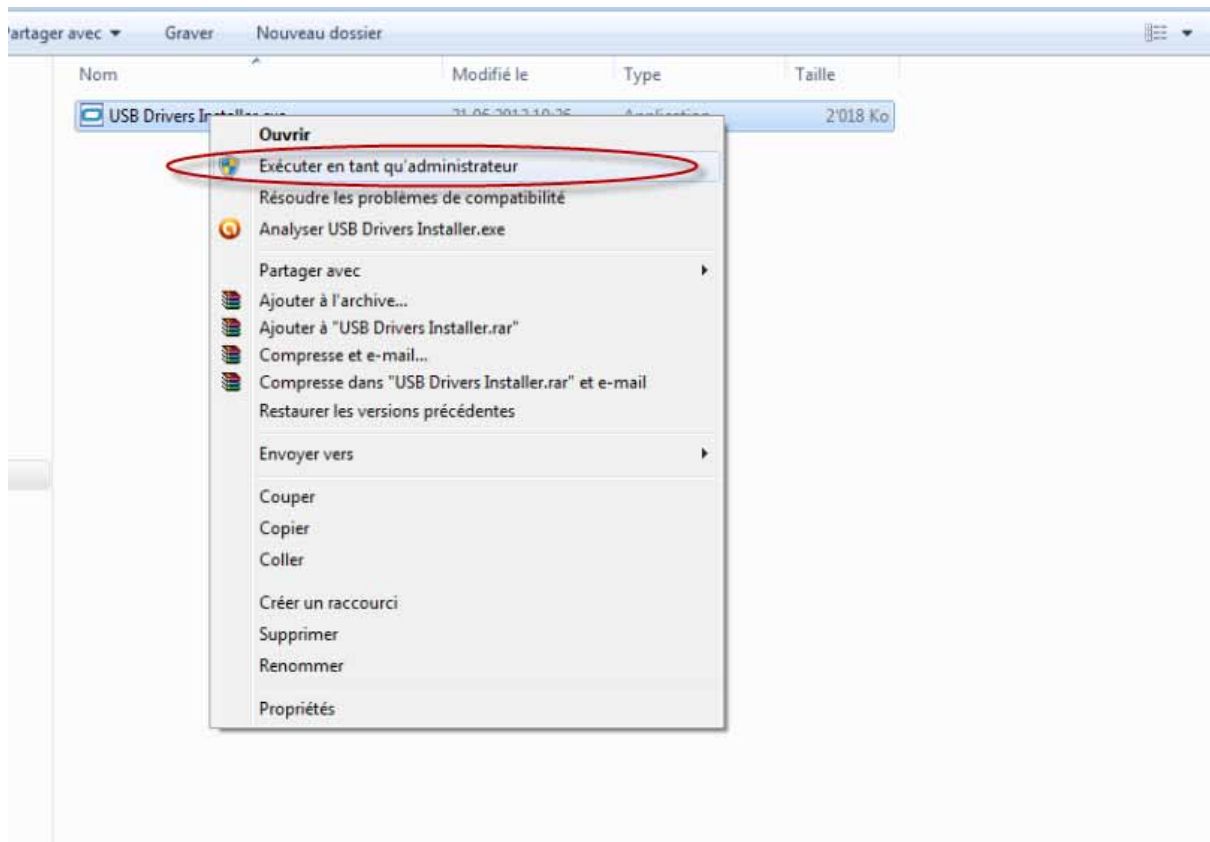 artager avec Graver Nouveau dossier
Nom Modifié le Type Taille
USB Drivers Installer.exe 2'018 Ko
Ouvrir
Exécuter en tant qu'administrateur
Résoudre les problèmes de compatibilité
Analyser USB Drivers Installer.exe
Partager avec
Ajouter à l'archive...
Ajouter à "USB Drivers Installer.rar"
Compresse et e-mail...
Compresse dans "USB Drivers Installer.rar" et e-mail
Restaurer les versions précédentes
Envoyer vers
Couper
Copier
Coller
Créer un raccourci
Supprimer
Renommer
Propriétés